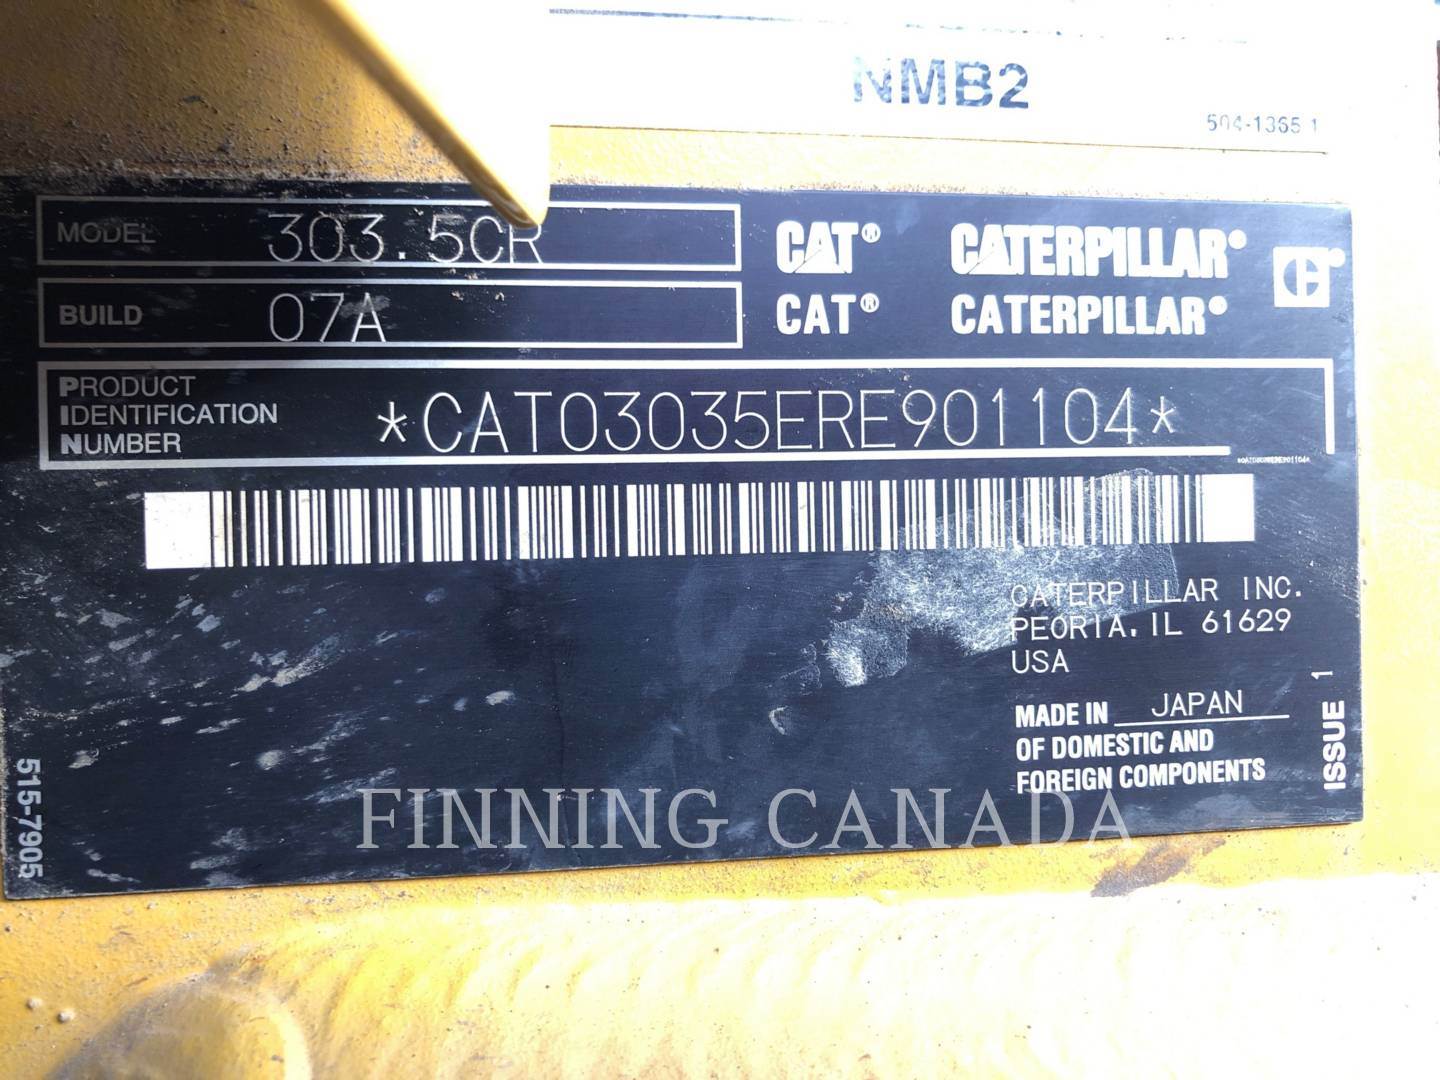 NMB2
504-1365 1
MODEL 303.5CR
BUILD 07A
CAT® CATERPILLAR®
CAT® CATERPILLAR®
PRODUCT
IDENTIFICATION
NUMBER
*CAT03035ERE901104*
*CAT03035ERE901104*
CATERPILLAR INC.
PEORIA, IL 61629
USA
MADE IN JAPAN
OF DOMESTIC AND
FOREIGN COMPONENTS
ISSUE 1
515-7905
FINNING CANADA